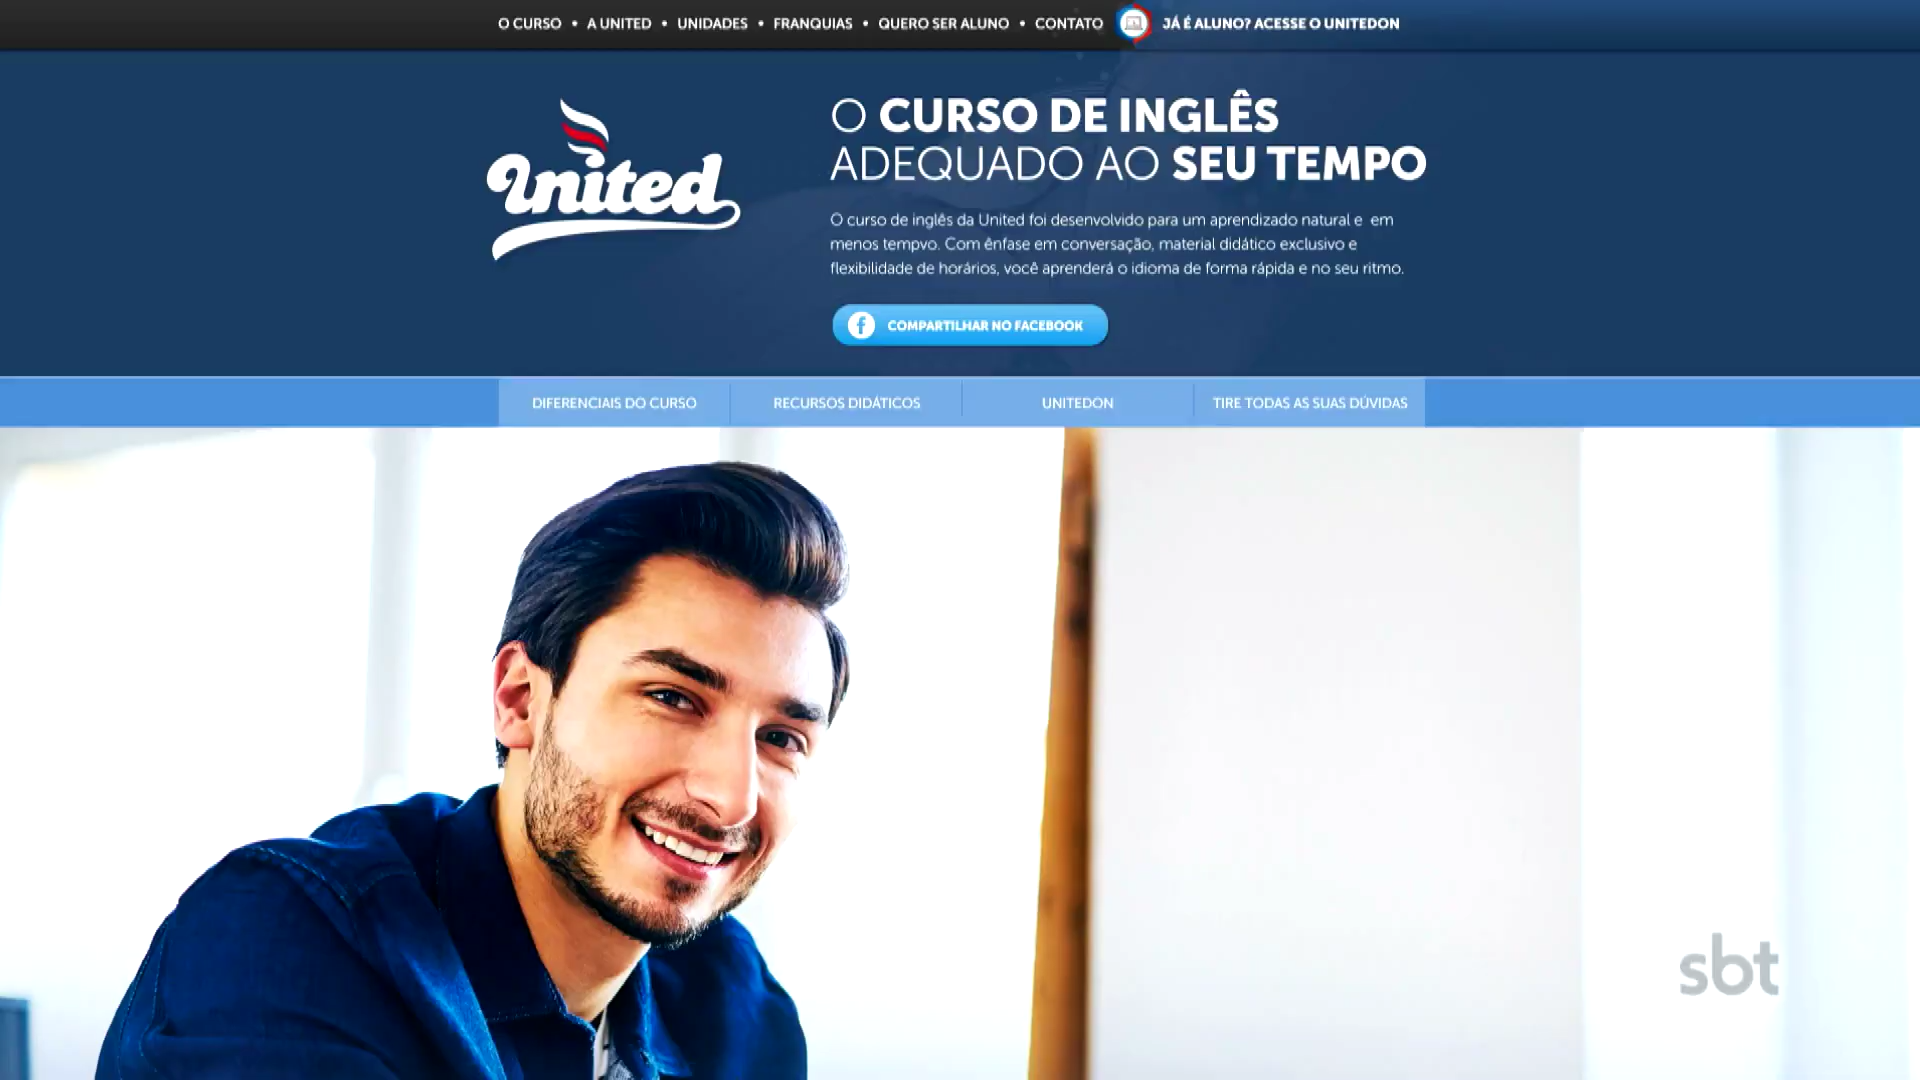 O CURSO • A UNITED • UNIDADES • FRANQUIAS • QUERO SER ALUNO • CONTATO JÁ É ALUNO? ACESSE O UNITEDON
United
O CURSO DE INGLÊS
ADEQUADO AO SEU TEMPO
O curso de inglês da United foi desenvolvido para um aprendizado natural e em
menos tempvo. Com ênfase em conversação, material didático exclusivo e
flexibilidade de horários, você aprenderá o idioma de forma rápida e no seu ritmo.
f COMPARTILHAR NO FACEBOOK
DIFERENCIAIS DO CURSO RECURSOS DIDÁTICOS UNITEDON TIRE TODAS AS SUAS DÚVIDAS
sbt